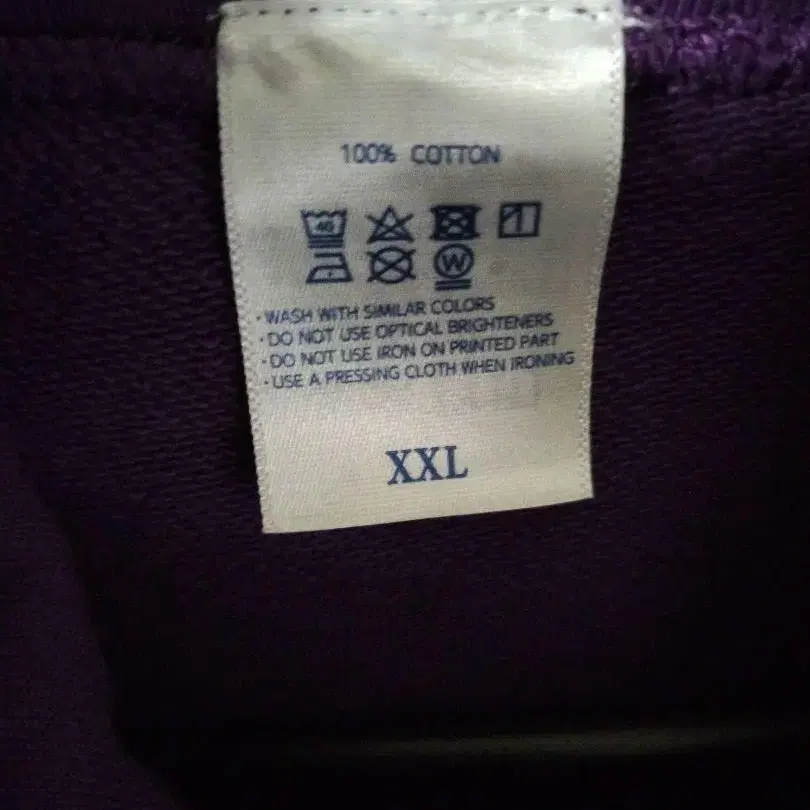 100% COTTON
40
W
· WASH WITH SIMILAR COLORS
· DO NOT USE OPTICAL BRIGHTENERS
· DO NOT USE IRON ON PRINTED PART
· USE A PRESSING CLOTH WHEN IRONING
XXL